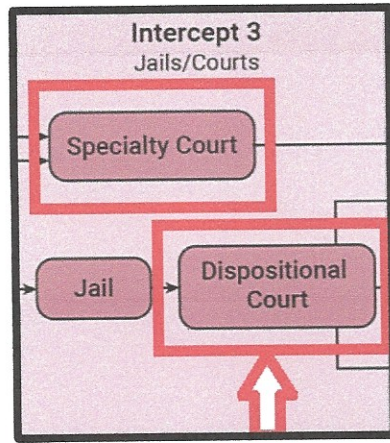 Intercept 3
Jails/Courts
Specialty Court
Jail
Dispositional
Court